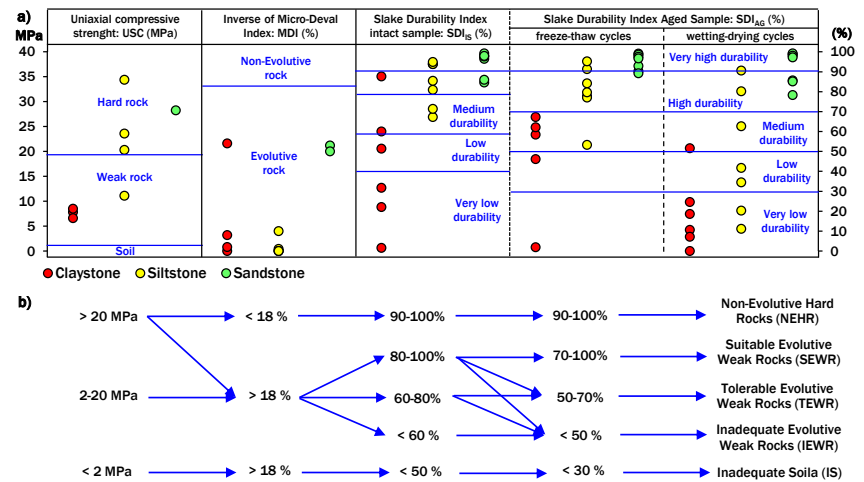 a)
Uniaxial compressive
strenght: USC (MPa)
Inverse of Micro-Deval
Index: MDI (%)
Slake Durability Index
intact sample: SDIIS (%)
Slake Durability Index Aged Sample: SDIAG (%)
freeze-thaw cycles
wetting-drying cycles
MPa
(%)
40
35
30
25
20
15
10
5
0
Hard rock
Weak rock
Soil
Non-Evolutive
rock
Evolutive
rock
Medium
durability
Low
durability
Very low
durability
Very high durability
High durability
Medium
durability
Low
durability
Very low
durability
100
90
80
70
60
50
40
30
20
10
0
Claystone Siltstone Sandstone
b)
> 20 MPa < 18 % 90-100% 90-100% Non-Evolutive Hard
Rocks (NEHR)
80-100% 70-100% Suitable Evolutive
Weak Rocks (SEWR)
2-20 MPa > 18 % 60-80% 50-70% Tolerable Evolutive
Weak Rocks (TEWR)
< 60 % < 50 % Inadequate Evolutive
Weak Rocks (IEWR)
< 2 MPa > 18 % < 50 % < 30 % Inadequate Soila (IS)